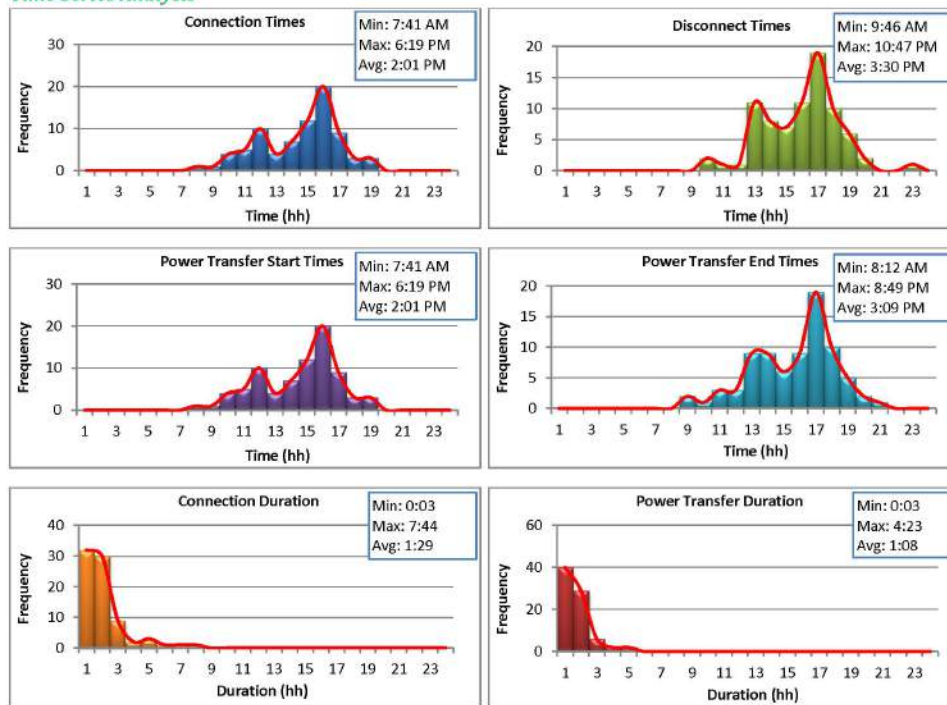 Connection Times
Min: 7:41 AM
Max: 6:19 PM
Avg: 2:01 PM
30
20
10
0
Frequency
1 3 5 7 9 11 13 15 17 19 21 23
Time (hh)
Disconnect Times
Min: 9:46 AM
Max: 10:47 PM
Avg: 3:30 PM
20
15
10
5
0
Frequency
1 3 5 7 9 11 13 15 17 19 21 23
Time (hh)
Power Transfer Start Times
Min: 7:41 AM
Max: 6:19 PM
Avg: 2:01 PM
30
20
10
0
Frequency
1 3 5 7 9 11 13 15 17 19 21 23
Time (hh)
Power Transfer End Times
Min: 8:12 AM
Max: 8:49 PM
Avg: 3:09 PM
20
15
10
5
0
Frequency
1 3 5 7 9 11 13 15 17 19 21 23
Time (hh)
Connection Duration
Min: 0:03
Max: 7:44
Avg: 1:29
40
30
20
10
0
Frequency
1 3 5 7 9 11 13 15 17 19 21 23
Duration (hh)
Power Transfer Duration
Min: 0:03
Max: 4:23
Avg: 1:08
60
40
20
0
Frequency
1 3 5 7 9 11 13 15 17 19 21 23
Duration (hh)